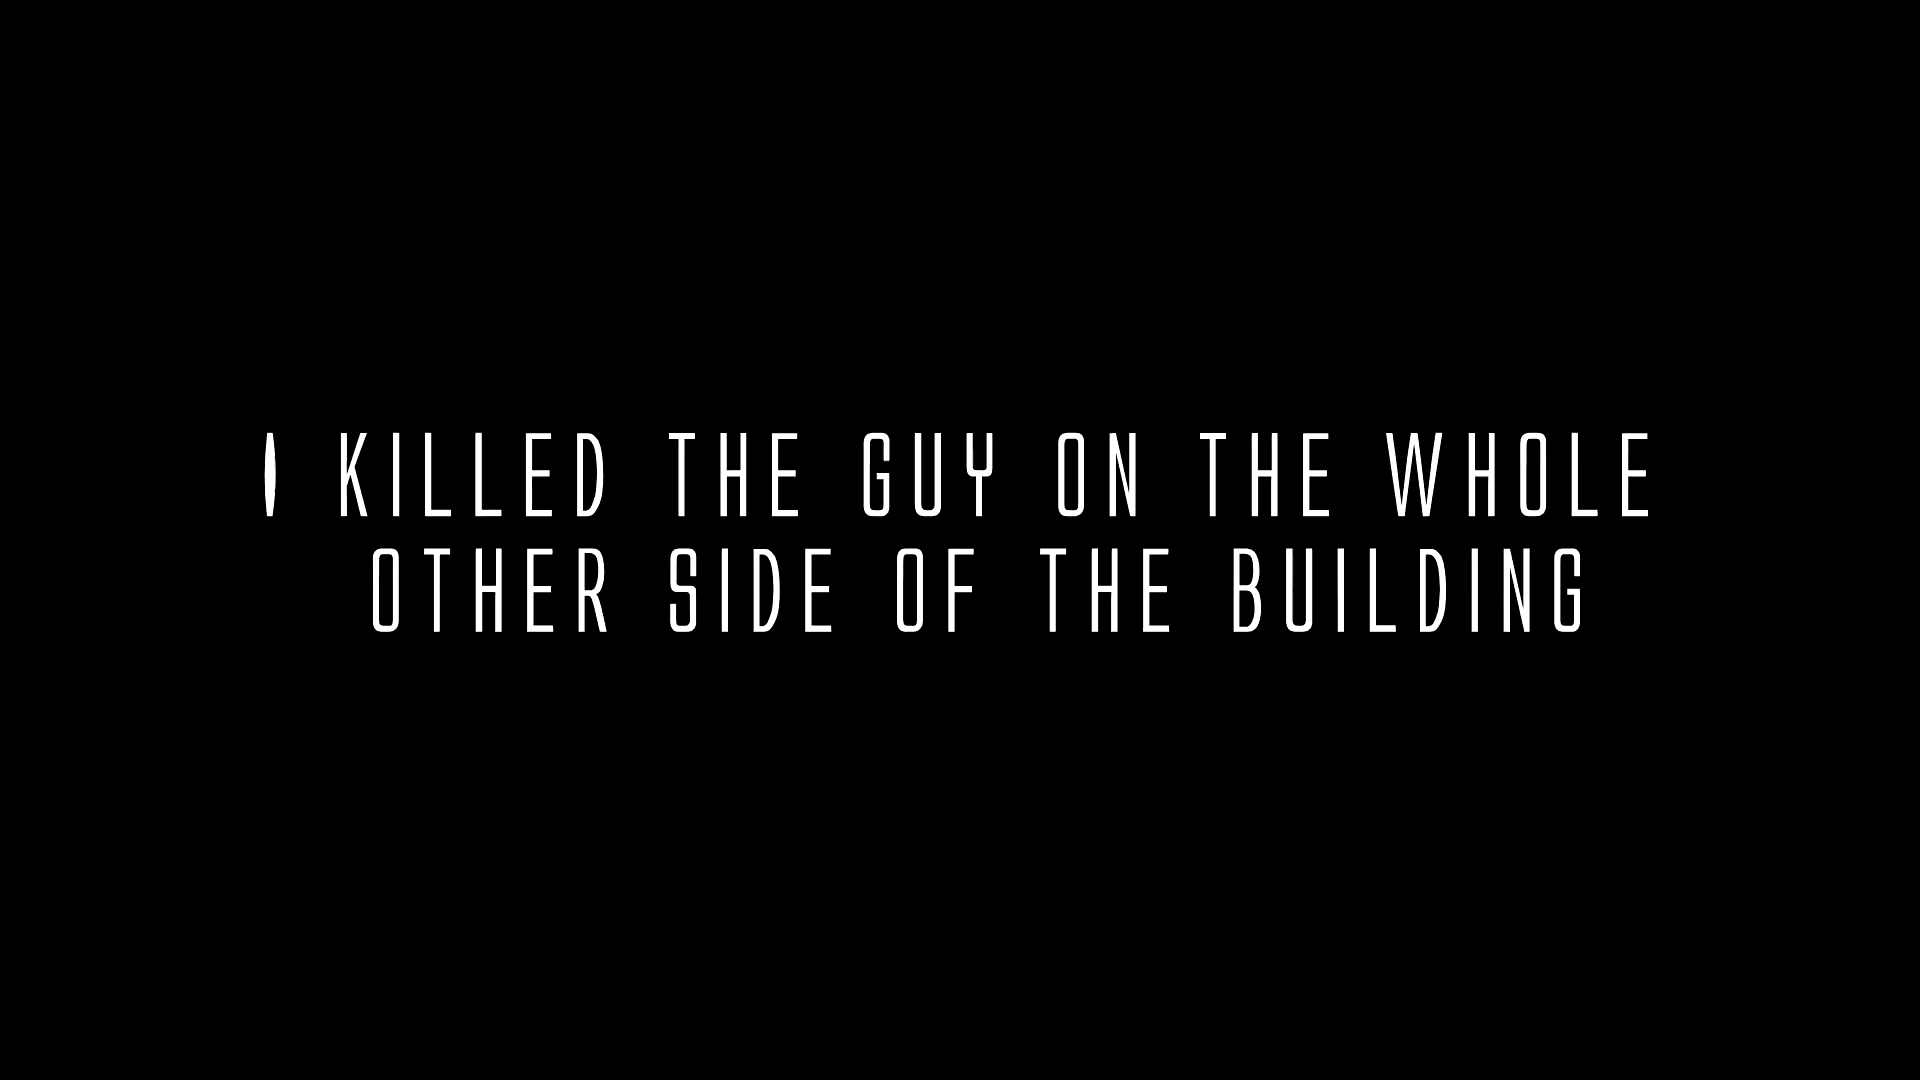 I KILLED THE GUY ON THE WHOLE
OTHER SIDE OF THE BUILDING